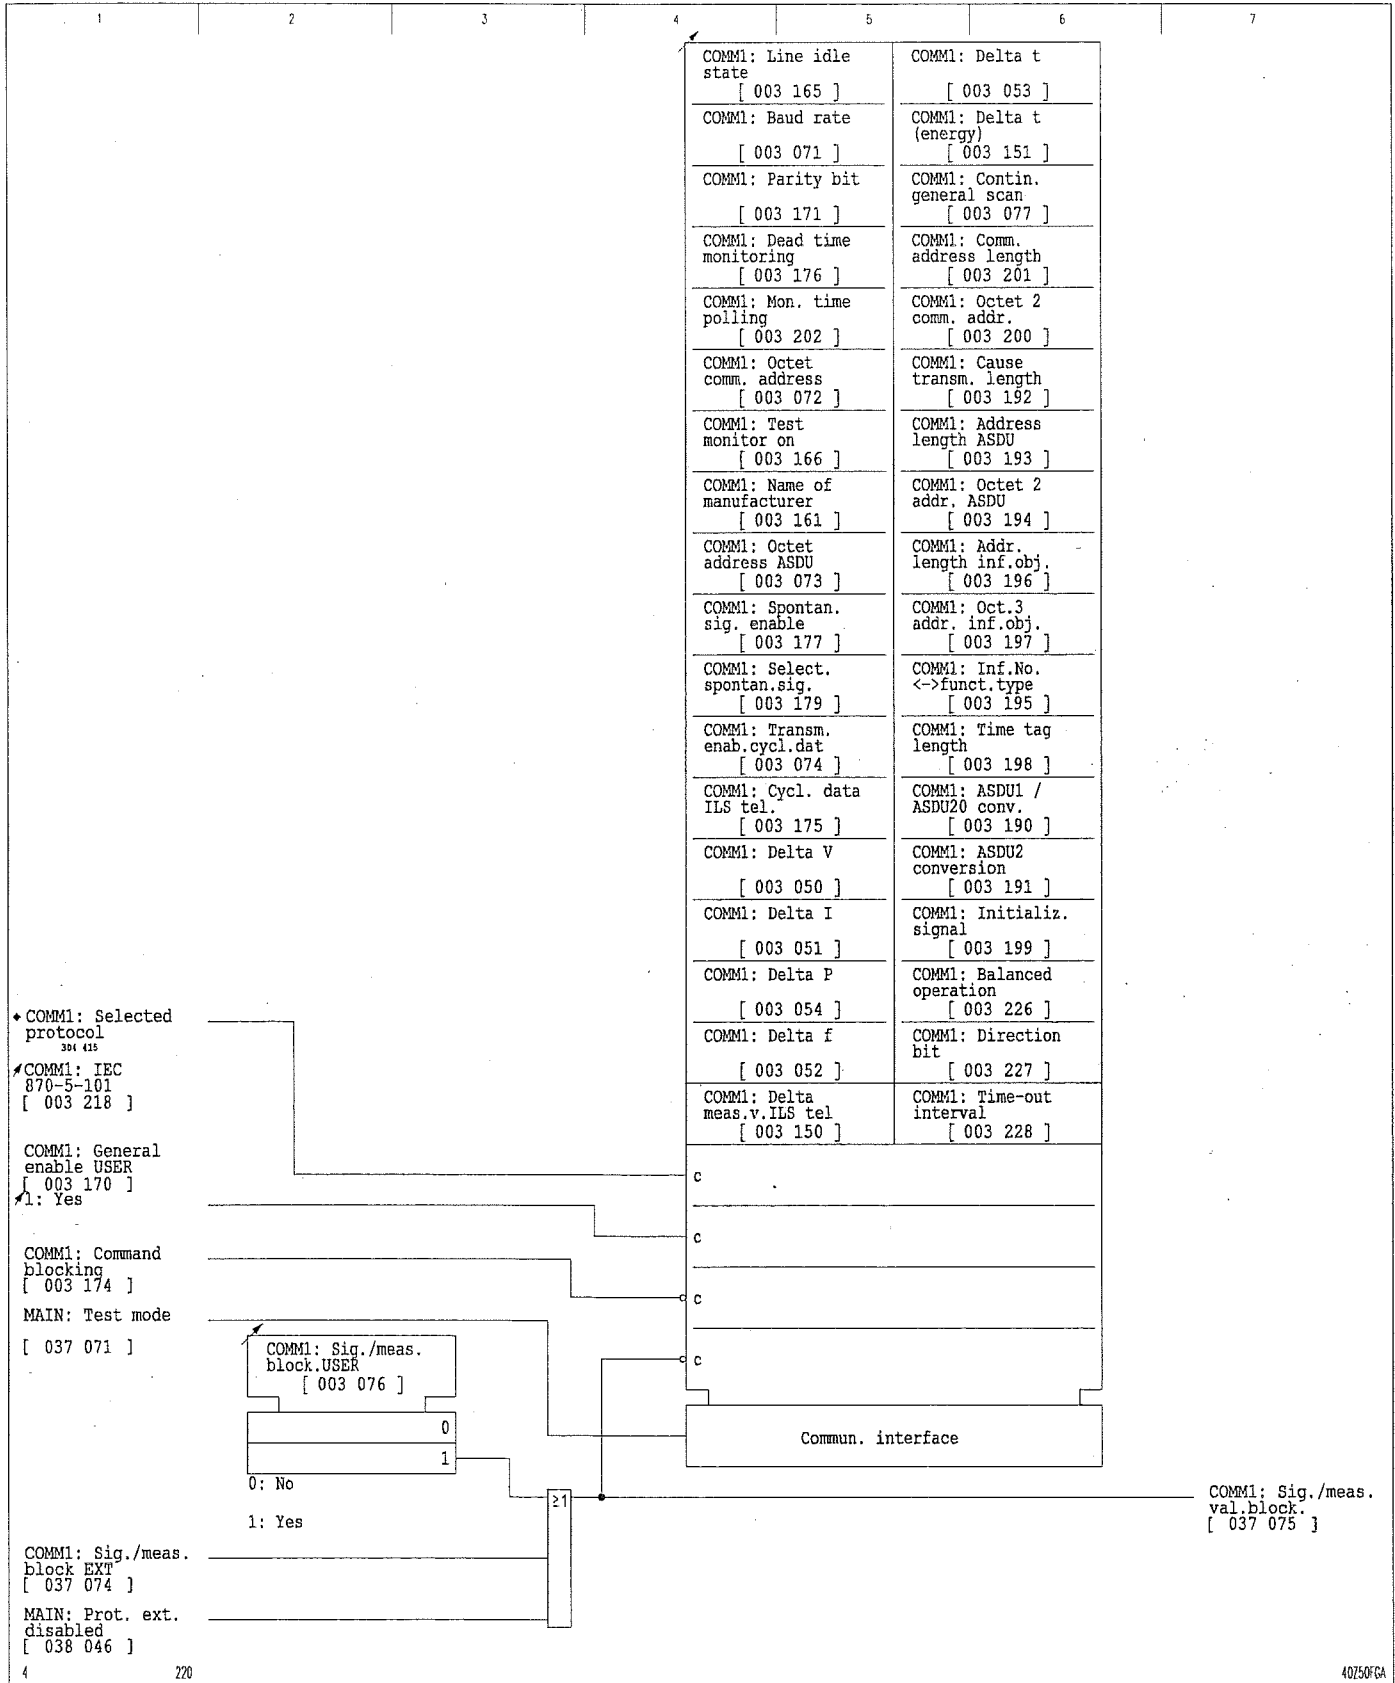 1 2 3 4 5 6 7
COMM1: Line idle
state
[ 003 165 ]
COMM1: Delta t
[ 003 053 ]
COMM1: Baud rate
[ 003 071 ]
COMM1: Delta t
(energy)
[ 003 151 ]
COMM1: Parity bit
[ 003 171 ]
COMM1: Contin.
general scan
[ 003 077 ]
COMM1: Dead time
monitoring
[ 003 176 ]
COMM1: Comm.
address length
[ 003 201 ]
COMM1: Mon. time
polling
[ 003 202 ]
COMM1: Octet 2
comm. addr.
[ 003 200 ]
COMM1: Octet
comm. address
[ 003 072 ]
COMM1: Cause
transm. length
[ 003 192 ]
COMM1: Test
monitor on
[ 003 166 ]
COMM1: Address
length ASDU
[ 003 193 ]
COMM1: Name of
manufacturer
[ 003 161 ]
COMM1: Octet 2
addr. ASDU
[ 003 194 ]
COMM1: Octet
address ASDU
[ 003 073 ]
COMM1: Addr.
length inf.obj.
[ 003 196 ]
COMM1: Spontan.
sig. enable
[ 003 177 ]
COMM1: Oct.3
addr. inf.obj.
[ 003 197 ]
COMM1: Select.
spontan.sig.
[ 003 179 ]
COMM1: Inf.No.
<->funct.type
[ 003 195 ]
COMM1: Transm.
enab.cycl.dat
[ 003 074 ]
COMM1: Time tag
length
[ 003 198 ]
COMM1: Cycl. data
ILS tel.
[ 003 175 ]
COMM1: ASDU1 /
ASDU20 conv.
[ 003 190 ]
COMM1: Delta V
[ 003 050 ]
COMM1: ASDU2
conversion
[ 003 191 ]
COMM1: Delta I
[ 003 051 ]
COMM1: Initializ.
signal
[ 003 199 ]
COMM1: Delta P
[ 003 054 ]
COMM1: Balanced
operation
[ 003 226 ]
COMM1: Delta f
[ 003 052 ]
COMM1: Direction
bit
[ 003 227 ]
COMM1: Delta
meas.v.ILS tel
[ 003 150 ]
COMM1: Time-out
interval
[ 003 228 ]
COMM1: Selected
protocol
304 415
COMM1: IEC
870-5-101
[ 003 218 ]
COMM1: General
enable USER
[ 003 170 ]
1: Yes
COMM1: Command
blocking
[ 003 174 ]
MAIN: Test mode
[ 037 071 ]
C
C
C
C
COMM1: Sig./meas.
block.USER
[ 003 076 ]
0
1
0: No
1: Yes
Commun. interface
≥1
COMM1: Sig./meas.
val.block.
[ 037 075 ]
COMM1: Sig./meas.
block EXT
[ 037 074 ]
MAIN: Prot. ext.
disabled
[ 038 046 ]
4 220 40Z50FGA